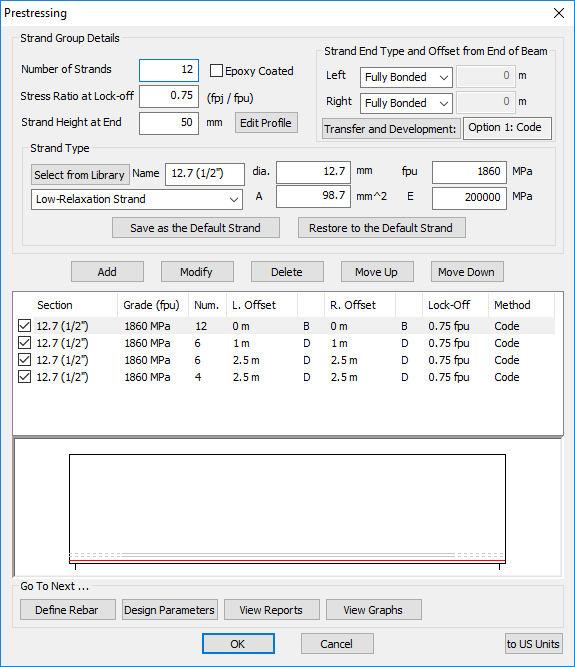 Prestressing
Strand Group Details
Number of Strands 12 Epoxy Coated
Stress Ratio at Lock-off 0.75 (fpj / fpu)
Strand Height at End 50 mm Edit Profile
Strand End Type and Offset from End of Beam
Left Fully Bonded 0 m
Right Fully Bonded 0 m
Transfer and Development: Option 1: Code
Strand Type
Select from Library Name 12.7 (1/2") dia. 12.7 mm fpu 1860 MPa
Low-Relaxation Strand A 98.7 mm^2 E 200000 MPa
Save as the Default Strand Restore to the Default Strand
Add Modify Delete Move Up Move Down
Section Grade (fpu) Num. L. Offset R. Offset Lock-Off Method
12.7 (1/2") 1860 MPa 12 0 m B 0 m B 0.75 fpu Code
12.7 (1/2") 1860 MPa 6 1 m D 1 m D 0.75 fpu Code
12.7 (1/2") 1860 MPa 6 2.5 m D 2.5 m D 0.75 fpu Code
12.7 (1/2") 1860 MPa 4 2.5 m D 2.5 m D 0.75 fpu Code
Go To Next ...
Define Rebar Design Parameters View Reports View Graphs
OK Cancel to US Units